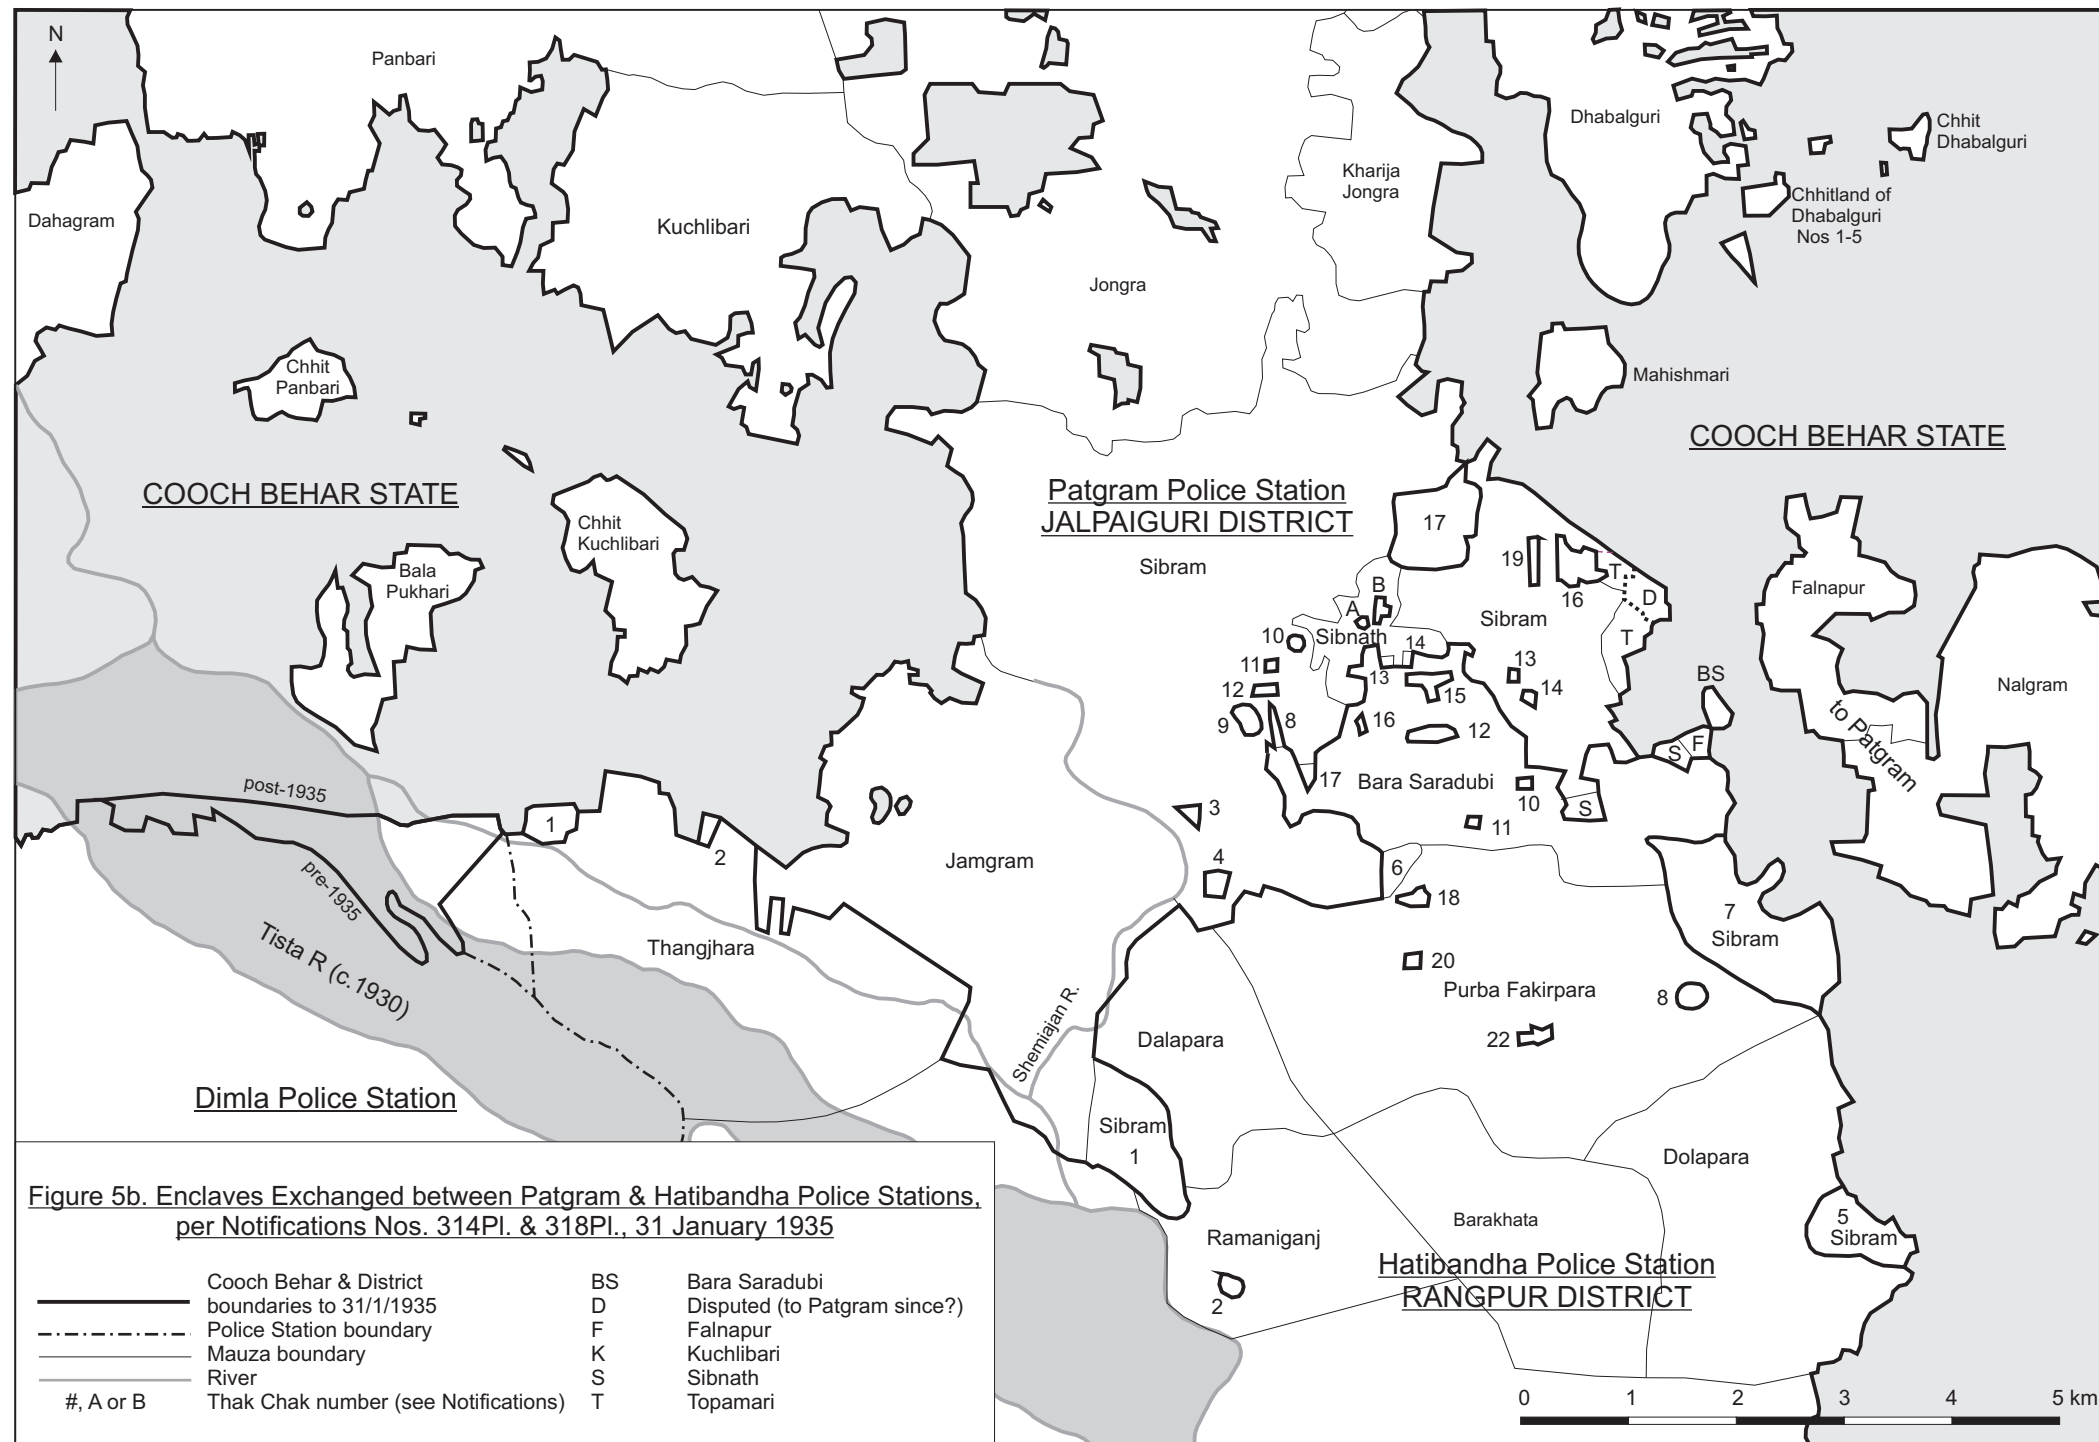 N
Panbari
Dhabalguri
Chhit
Dhabalguri
Kharija
Jongra
Dahagram
Kuchlibari
Chhitland of
Dhabalguri
Nos 1-5
Jongra
Chhit
Panbari
Mahishmari
COOCH BEHAR STATE
COOCH BEHAR STATE
Patgram Police Station
JALPAIGURI DISTRICT
Chhit
Kuchlibari
17
Sibram
19
T
Bala
Pukhari
B
16
D
Falnapur
A
Sibram
10
Sibnath
14
T
11
13
13
BS
12
15
14
Nalgram
9
8
16
12
to Patgram
S
F
17
Bara Saradubi
post-1935
10
S
3
11
1
2
Jamgram
4
6
pre-1935
18
7
Sibram
Tista R (c. 1930)
Thangjhara
20
Purba Fakirpara
8
Shemiajan R.
Dalapara
22
Dimla Police Station
Sibram
1
Dolapara
5
Sibram
Ramaniganj
Barakhata
Hatibandha Police Station
RANGPUR DISTRICT
2
Figure 5b. Enclaves Exchanged between Patgram & Hatibandha Police Stations,
per Notifications Nos. 314Pl. & 318Pl., 31 January 1935
Cooch Behar & District
boundaries to 31/1/1935
Police Station boundary
Mauza boundary
River
#, A or B Thak Chak number (see Notifications)
BS Bara Saradubi
D Disputed (to Patgram since?)
F Falnapur
K Kuchlibari
S Sibnath
T Topamari
0 1 2 3 4 5 km